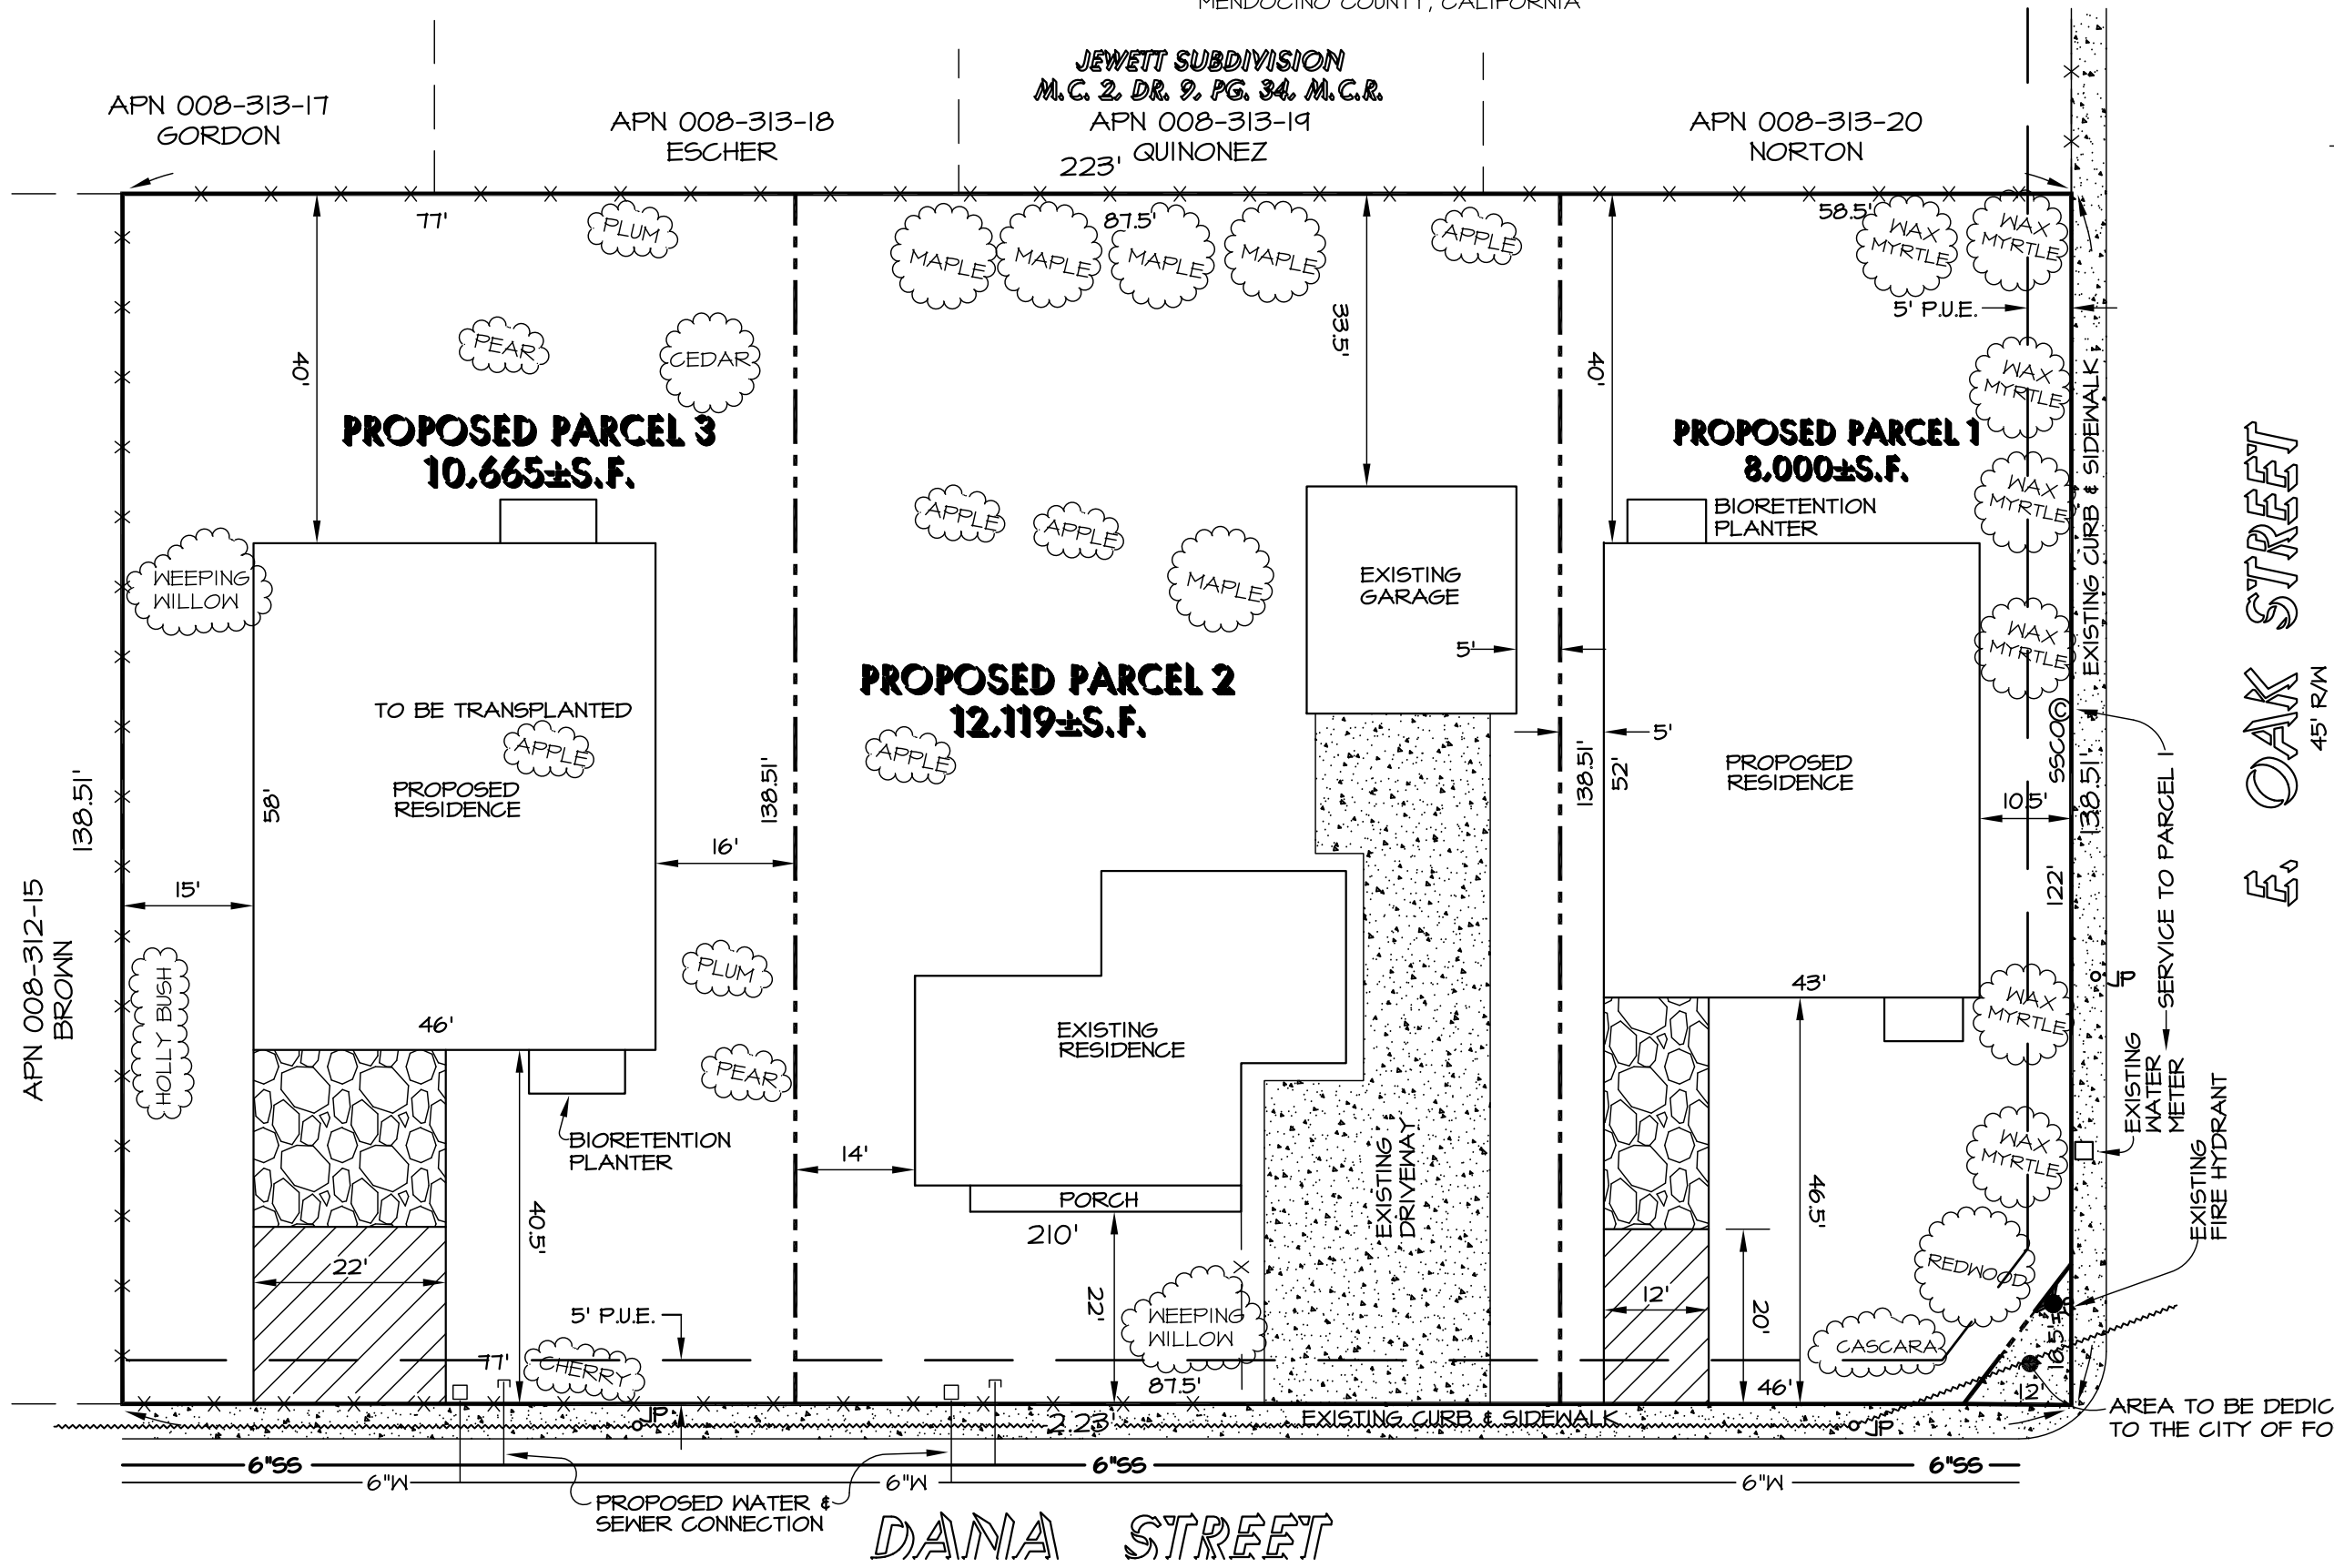 MENDOCINO COUNTY, CALIFORNIA
JEWETT SUBDIVISION
M.C. 2, DR. 9, PG. 34, M.C.R.
APN 008-313-17
GORDON
APN 008-313-18
ESCHER
APN 008-313-19
QUINONEZ
APN 008-313-20
NORTON
223'
77'
PLUM
MAPLE
MAPLE
87.5'
MAPLE
MAPLE
APPLE
58.5'
WAX
MYRTLE
WAX
MYRTLE
5' P.U.E.
PEAR
CEDAR
40'
33.5'
40'
WAX
MYRTLE
EXISTING CURB & SIDEWALK
PROPOSED PARCEL 3
10,665±S.F.
PROPOSED PARCEL 1
8,000±S.F.
WAX
MYRTLE
BIORETENTION
PLANTER
APPLE
APPLE
MAPLE
EXISTING
GARAGE
WEEPING
WILLOW
WAX
MYRTLE
5'
PROPOSED PARCEL 2
12,119±S.F.
TO BE TRANSPLANTED
APPLE
PROPOSED
RESIDENCE
58'
138.51'
138.51'
APPLE
5'
138.51'
52'
PROPOSED
RESIDENCE
SSCO
10.5'
138.51'
E. OAK STREET
45' R/W
SERVICE TO PARCEL 1
16'
15'
122'
APN 008-312-15
BROWN
HOLLY BUSH
PLUM
43'
WAX
MYRTLE
JP
46'
EXISTING
RESIDENCE
PEAR
EXISTING
WATER
METER
BIORETENTION
PLANTER
14'
PORCH
210'
EXISTING
DRIVEWAY
WAX
MYRTLE
EXISTING
FIRE HYDRANT
40.5'
46.5'
22'
REDWOOD
22'
12'
20'
5' P.U.E.
WEEPING
WILLOW
CASCARA
16.5'
77'
CHERRY
87.5'
46'
12'
JP
223'
EXISTING CURB & SIDEWALK
JP
AREA TO BE DEDIC
TO THE CITY OF FO
6"SS
6"SS
6"SS
6"W
6"W
6"W
PROPOSED WATER &
SEWER CONNECTION
DANA STREET